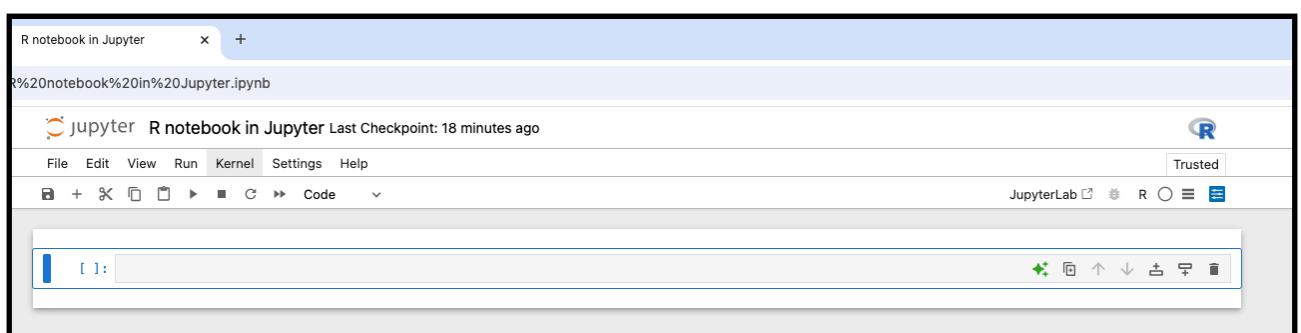 R notebook in Jupyter × +
R%20notebook%20in%20Jupyter.ipynb
jupyter R notebook in Jupyter Last Checkpoint: 18 minutes ago R
File Edit View Run Kernel Settings Help Trusted
Code JupyterLab R
[ ]: